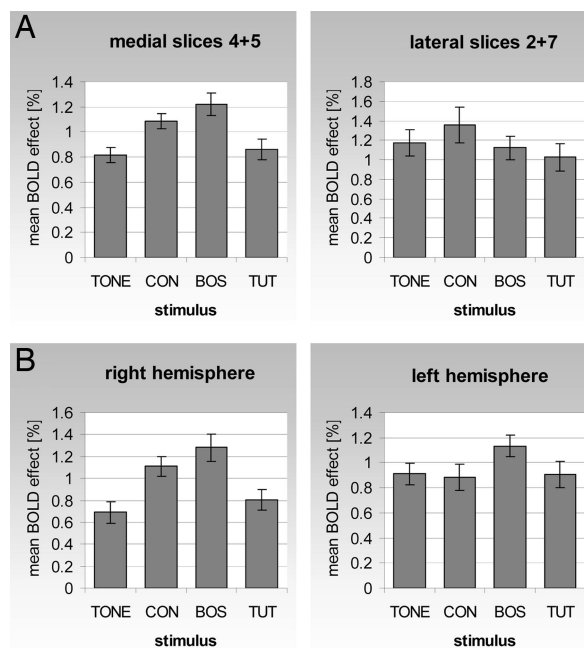 A
medial slices 4+5
mean BOLD effect [%]
1.4
1.2
1
0.8
0.6
0.4
0.2
0
TONE CON BOS TUT
stimulus
lateral slices 2+7
mean BOLD effect [%]
1.8
1.6
1.4
1.2
1
0.8
0.6
0.4
0.2
0
TONE CON BOS TUT
stimulus
B
right hemisphere
mean BOLD effect [%]
1.6
1.4
1.2
1
0.8
0.6
0.4
0.2
0
TONE CON BOS TUT
stimulus
left hemisphere
mean BOLD effect [%]
1.4
1.2
1
0.8
0.6
0.4
0.2
0
TONE CON BOS TUT
stimulus